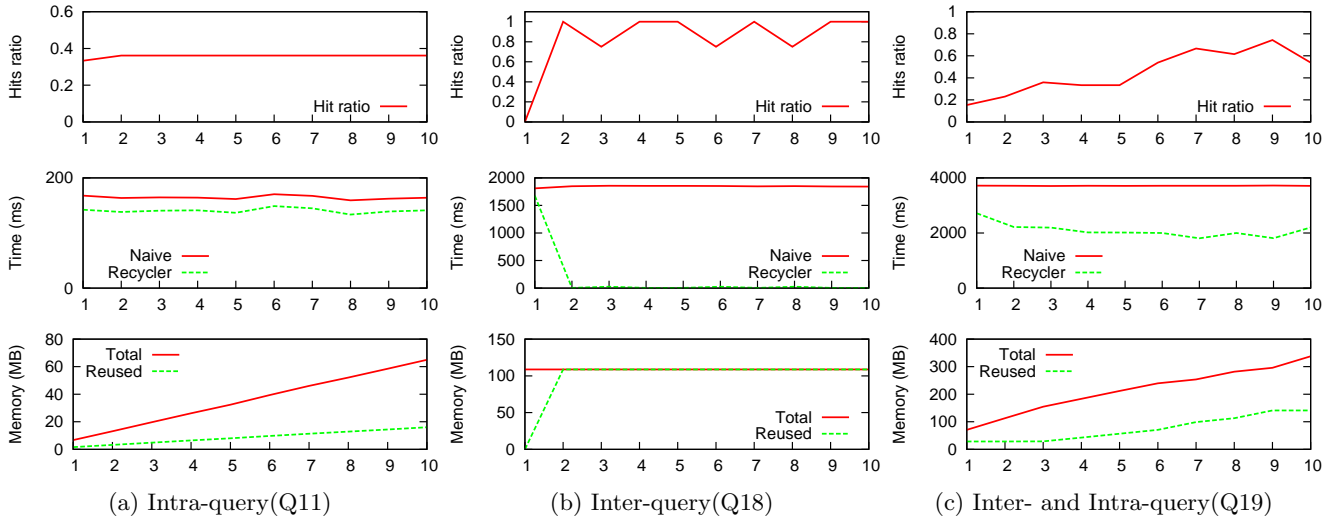 0.6
0.4
0.2
0
Hits ratio
Hit ratio
1 2 3 4 5 6 7 8 9 10
200
100
0
Time (ms)
Naive
Recycler
1 2 3 4 5 6 7 8 9 10
80
60
40
20
0
Memory (MB)
Total
Reused
1 2 3 4 5 6 7 8 9 10
(a) Intra-query(Q11)
1
0.8
0.6
0.4
0.2
0
Hits ratio
Hit ratio
1 2 3 4 5 6 7 8 9 10
2000
1500
1000
500
0
Time (ms)
Naive
Recycler
1 2 3 4 5 6 7 8 9 10
150
100
50
0
Memory (MB)
Total
Reused
1 2 3 4 5 6 7 8 9 10
(b) Inter-query(Q18)
1
0.8
0.6
0.4
0.2
0
Hits ratio
Hit ratio
1 2 3 4 5 6 7 8 9 10
4000
2000
0
Time (ms)
Naive
Recycler
1 2 3 4 5 6 7 8 9 10
400
300
200
100
0
Memory (MB)
Total
Reused
1 2 3 4 5 6 7 8 9 10
(c) Inter- and Intra-query(Q19)